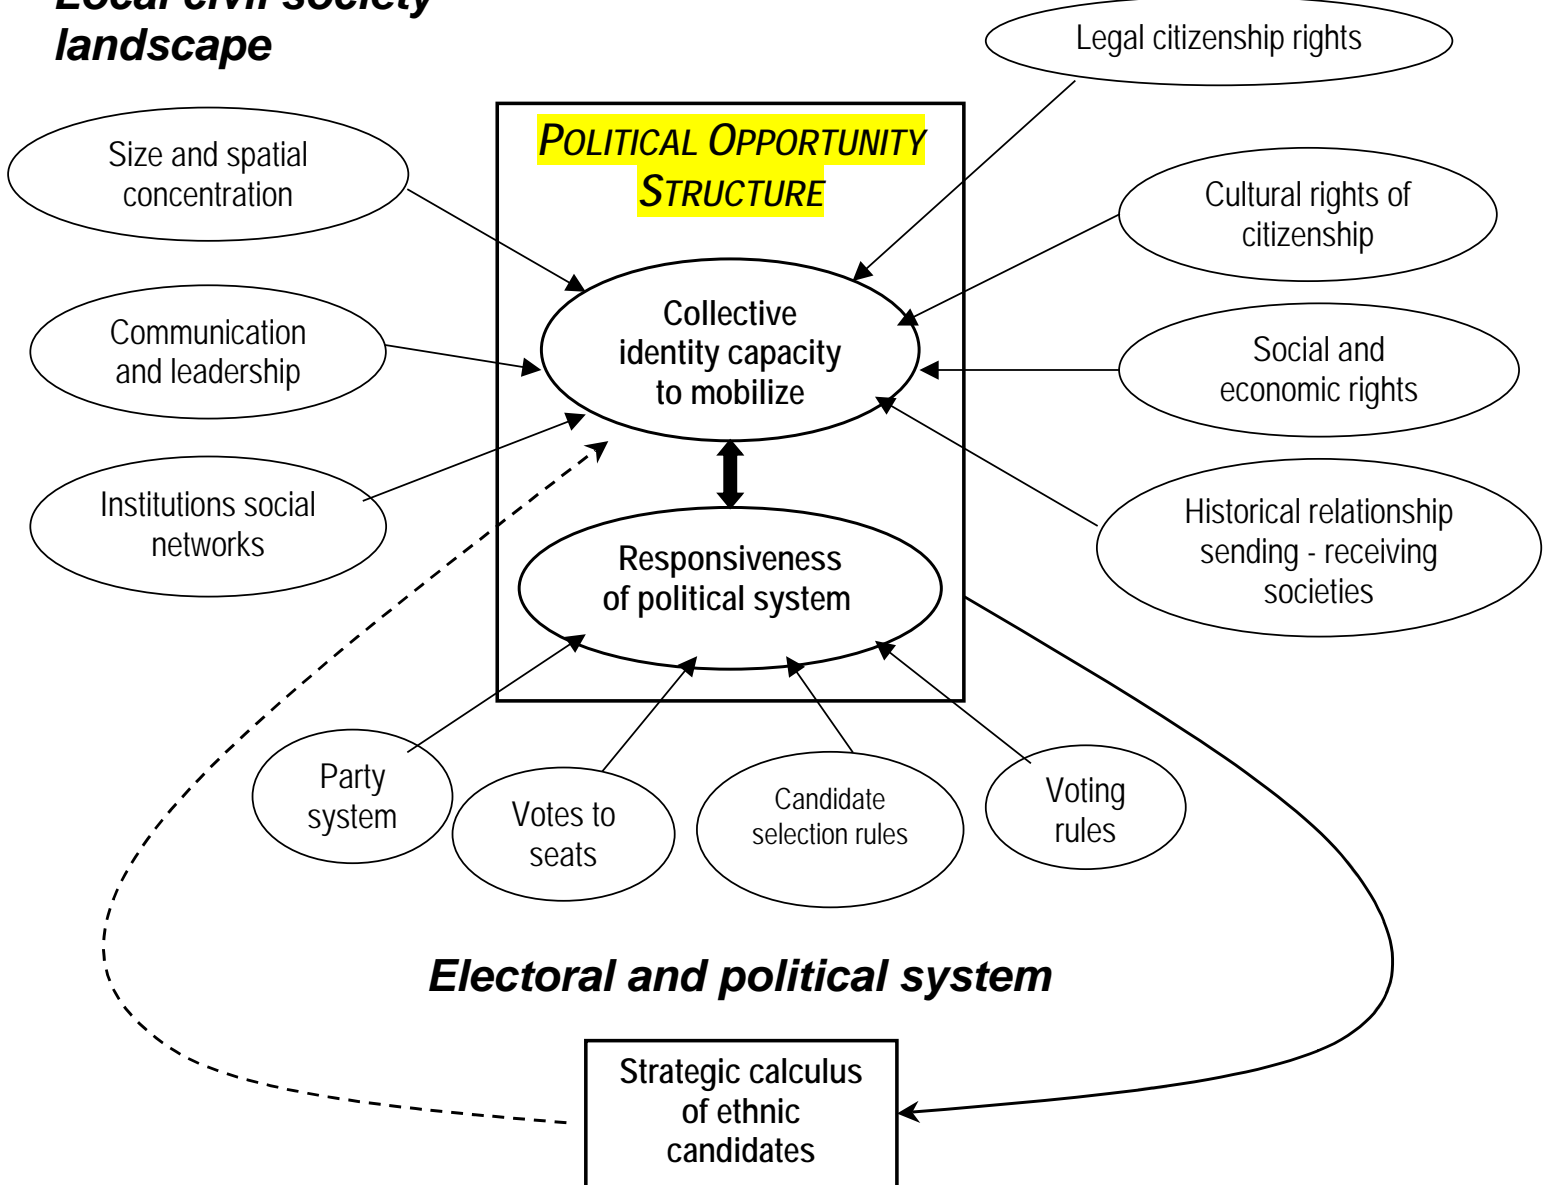 Local civil society
landscape
Legal citizenship rights
POLITICAL OPPORTUNITY
STRUCTURE
Size and spatial
concentration
Cultural rights of
citizenship
Communication
and leadership
Collective
identity capacity
to mobilize
Social and
economic rights
Institutions social
networks
Historical relationship
sending - receiving
societies
Responsiveness
of political system
Party
system
Votes to
seats
Candidate
selection rules
Voting
rules
Electoral and political system
Strategic calculus
of ethnic
candidates